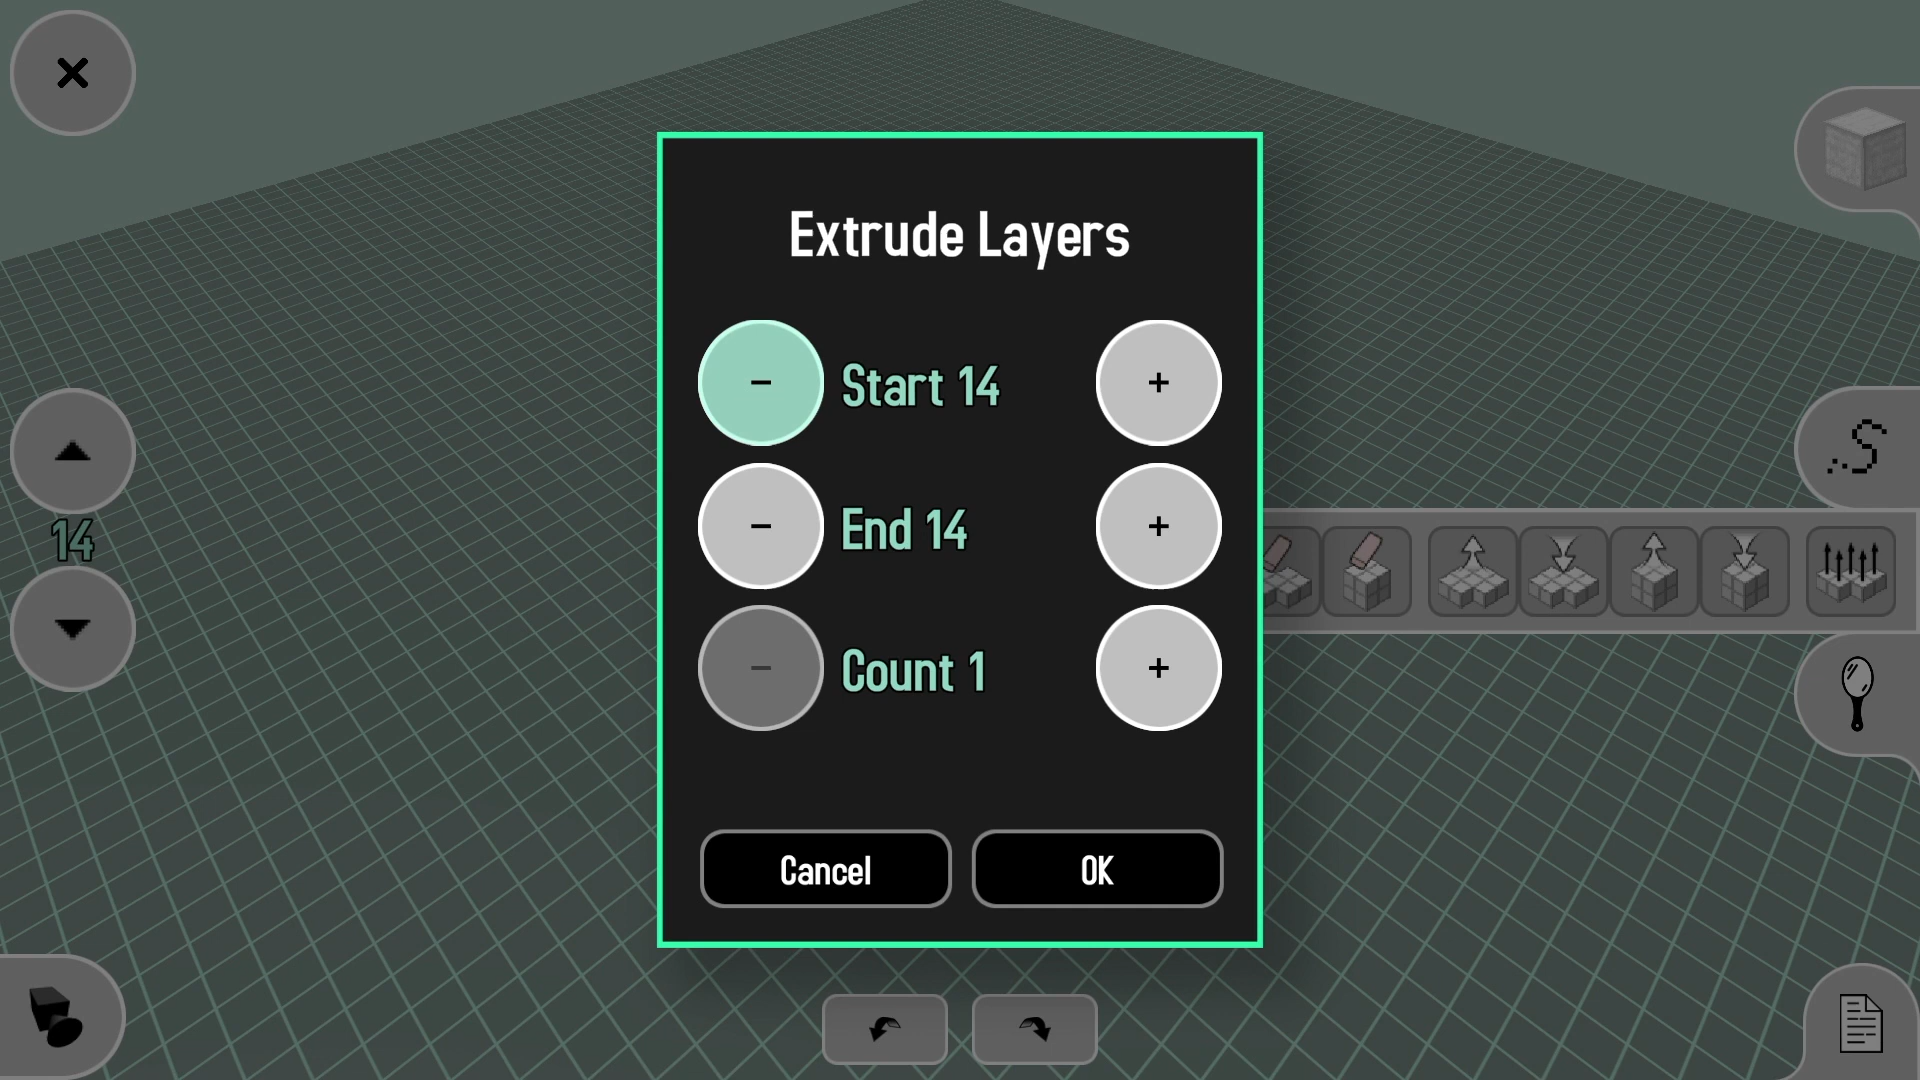 Extrude Layers
− Start 14 +
− End 14 +
− Count 1 +
14
Cancel OK